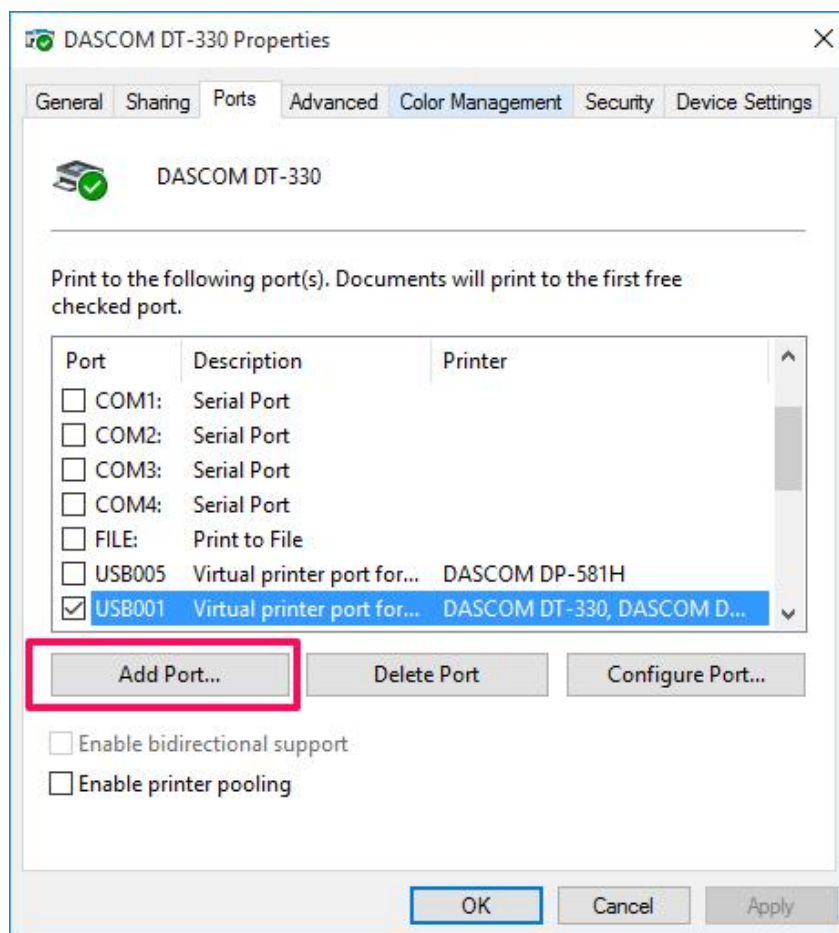 DASCOM DT-330 Properties
General Sharing Ports Advanced Color Management Security Device Settings
DASCOM DT-330
Print to the following port(s). Documents will print to the first free
checked port.
Port Description Printer
COM1: Serial Port
COM2: Serial Port
COM3: Serial Port
COM4: Serial Port
FILE: Print to File
USB005 Virtual printer port for... DASCOM DP-581H
USB001 Virtual printer port for... DASCOM DT-330, DASCOM D...
Add Port... Delete Port Configure Port...
Enable bidirectional support
Enable printer pooling
OK Cancel Apply